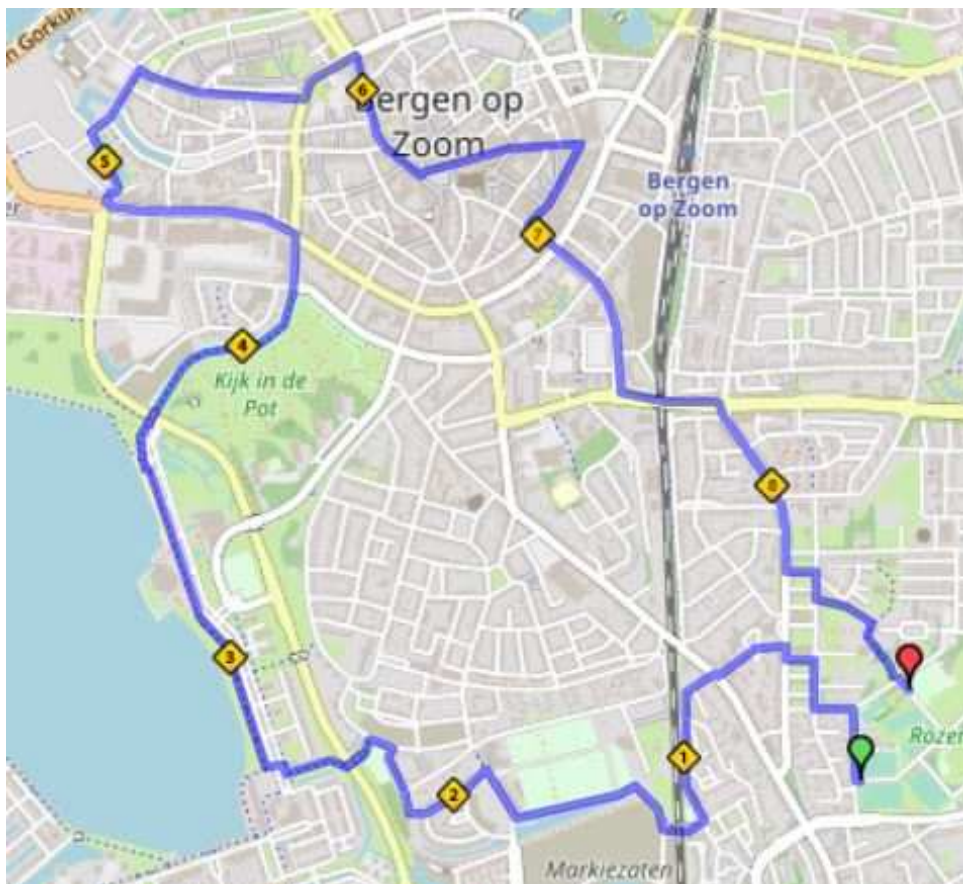 6
Bergen op
Zoom
5
Bergen
op Zoom
7
4
Kijk in de
Pot
8
3
1
2
Rozen
Markiezaten